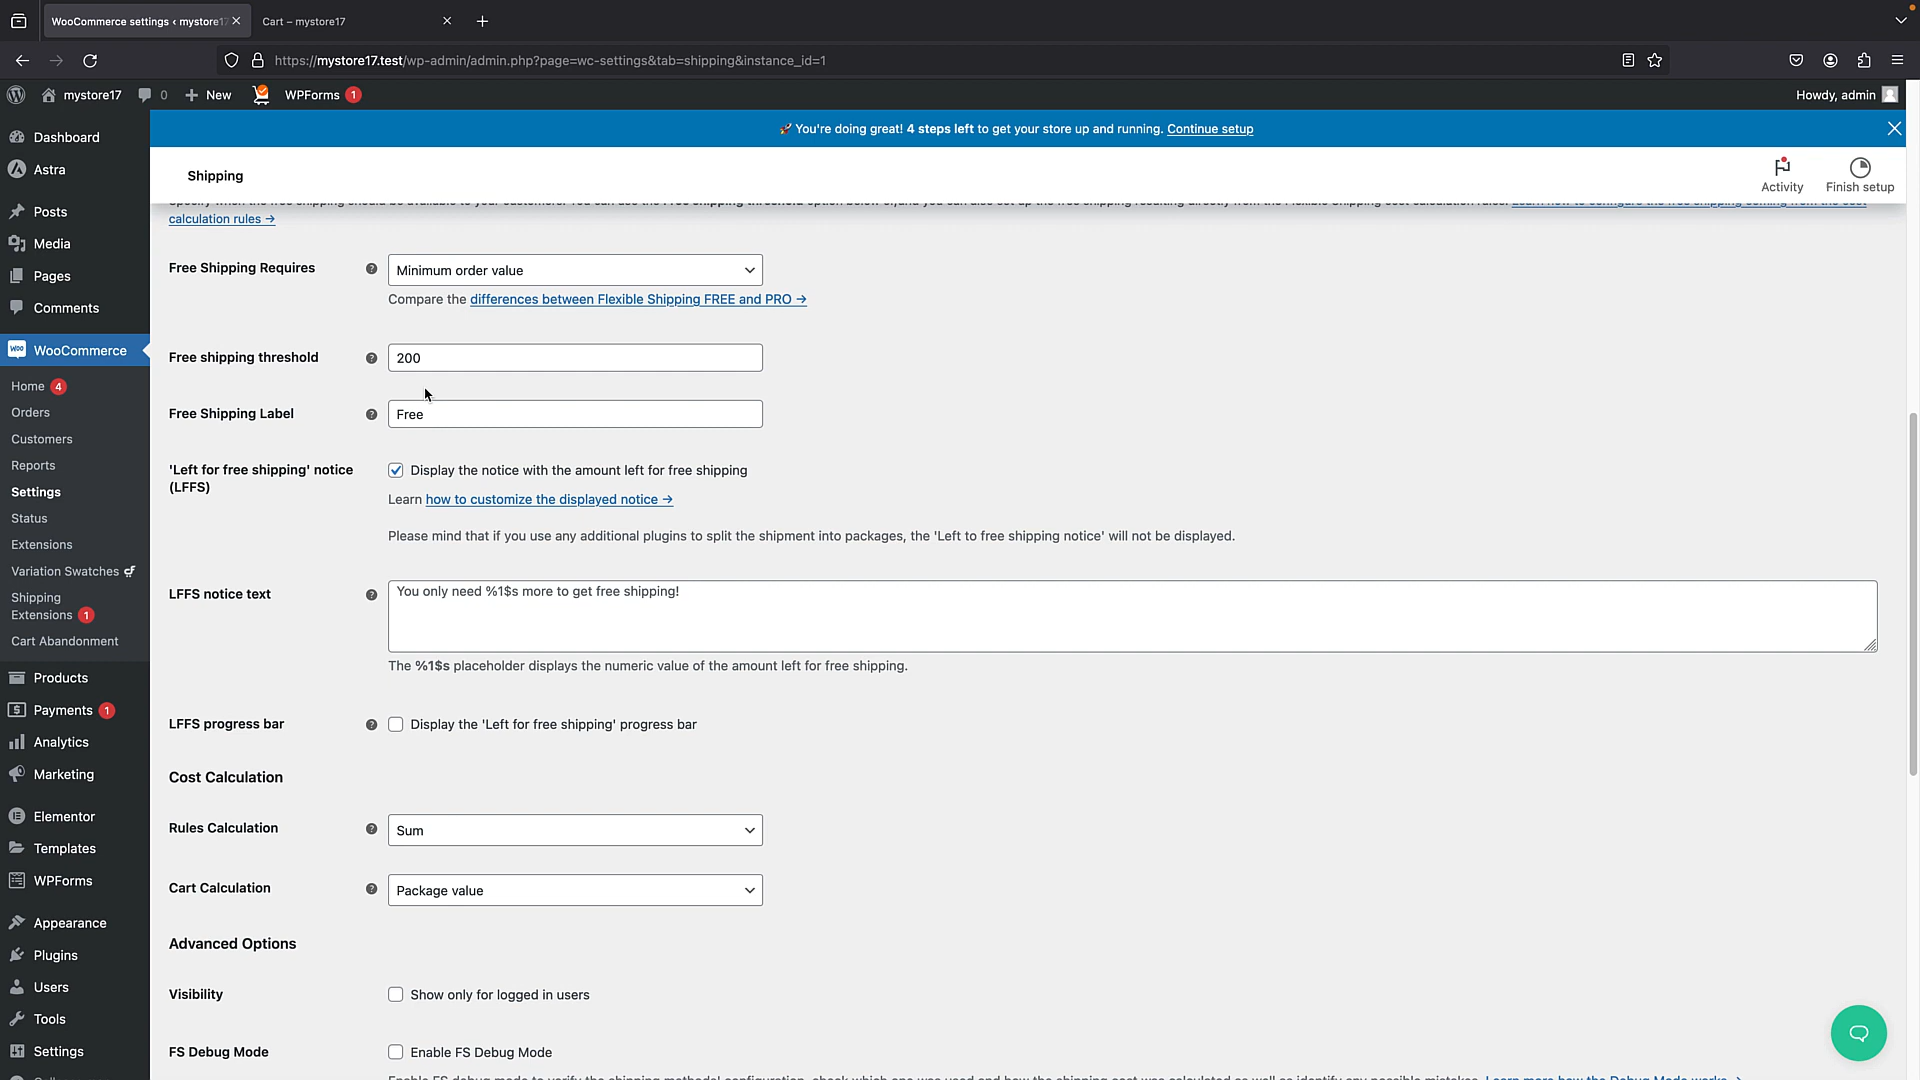 WooCommerce settings ‹ mystore17
Cart – mystore17
https://mystore17.test/wp-admin/admin.php?page=wc-settings&tab=shipping&instance_id=1
mystore17
0
New
WPForms 1
Howdy, admin
🚀 You're doing great! 4 steps left to get your store up and running. Continue setup
Shipping
Activity
Finish setup
Dashboard
Astra
Posts
Media
Pages
Comments
WooCommerce
Home 4
Orders
Customers
Reports
Settings
Status
Extensions
Variation Swatches
Shipping
Extensions 1
Cart Abandonment
Products
Payments 1
Analytics
Marketing
Elementor
Templates
WPForms
Appearance
Plugins
Users
Tools
Settings
calculation rules →
Free Shipping Requires
Minimum order value
Compare the differences between Flexible Shipping FREE and PRO →
Free shipping threshold
200
Free Shipping Label
Free
'Left for free shipping' notice
(LFFS)
Display the notice with the amount left for free shipping
Learn how to customize the displayed notice →
Please mind that if you use any additional plugins to split the shipment into packages, the 'Left to free shipping notice' will not be displayed.
LFFS notice text
You only need %1$s more to get free shipping!
The %1$s placeholder displays the numeric value of the amount left for free shipping.
LFFS progress bar
Display the 'Left for free shipping' progress bar
Cost Calculation
Rules Calculation
Sum
Cart Calculation
Package value
Advanced Options
Visibility
Show only for logged in users
FS Debug Mode
Enable FS Debug Mode